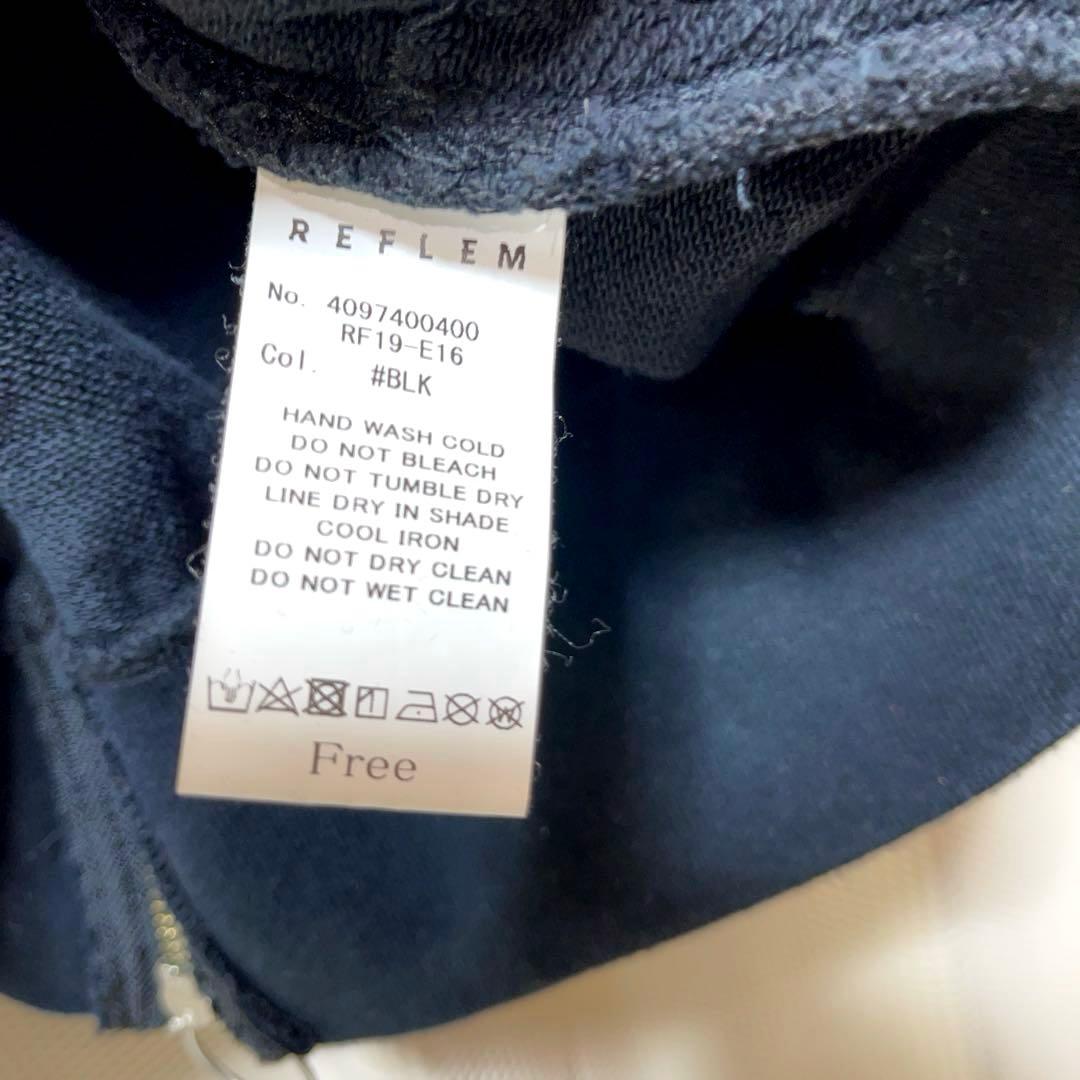 REFLEM
No. 4097400400
RF19-E16
Col. #BLK
HAND WASH COLD
DO NOT BLEACH
DO NOT TUMBLE DRY
LINE DRY IN SHADE
COOL IRON
DO NOT DRY CLEAN
DO NOT WET CLEAN
W
Free